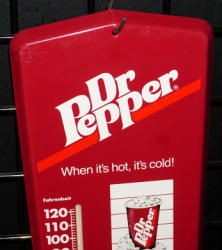 Dr
Pepper
When it's hot, it's cold!
Fahrenheit
120
110
100
Dr
Pepper